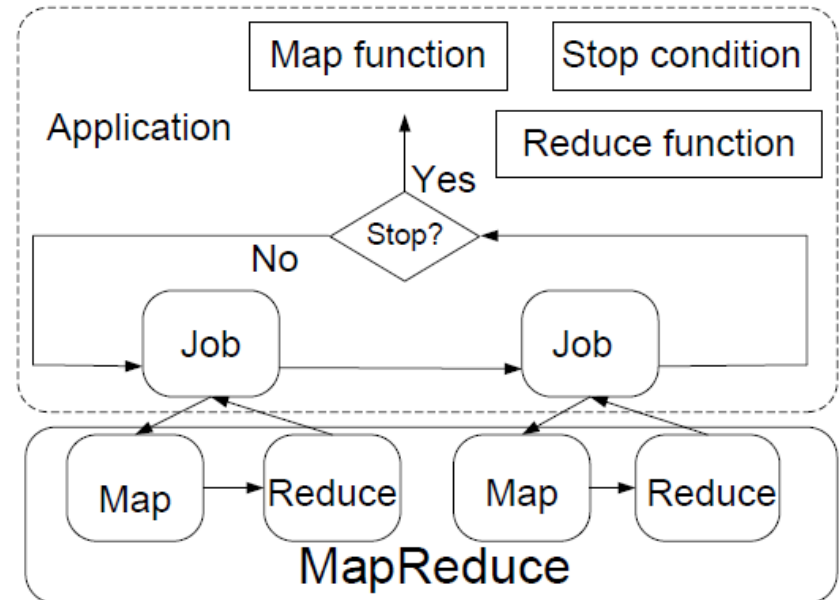 Map function
Stop condition
Application
Reduce function
Yes
Stop?
No
Job
Job
Map
Reduce
Map
Reduce
MapReduce